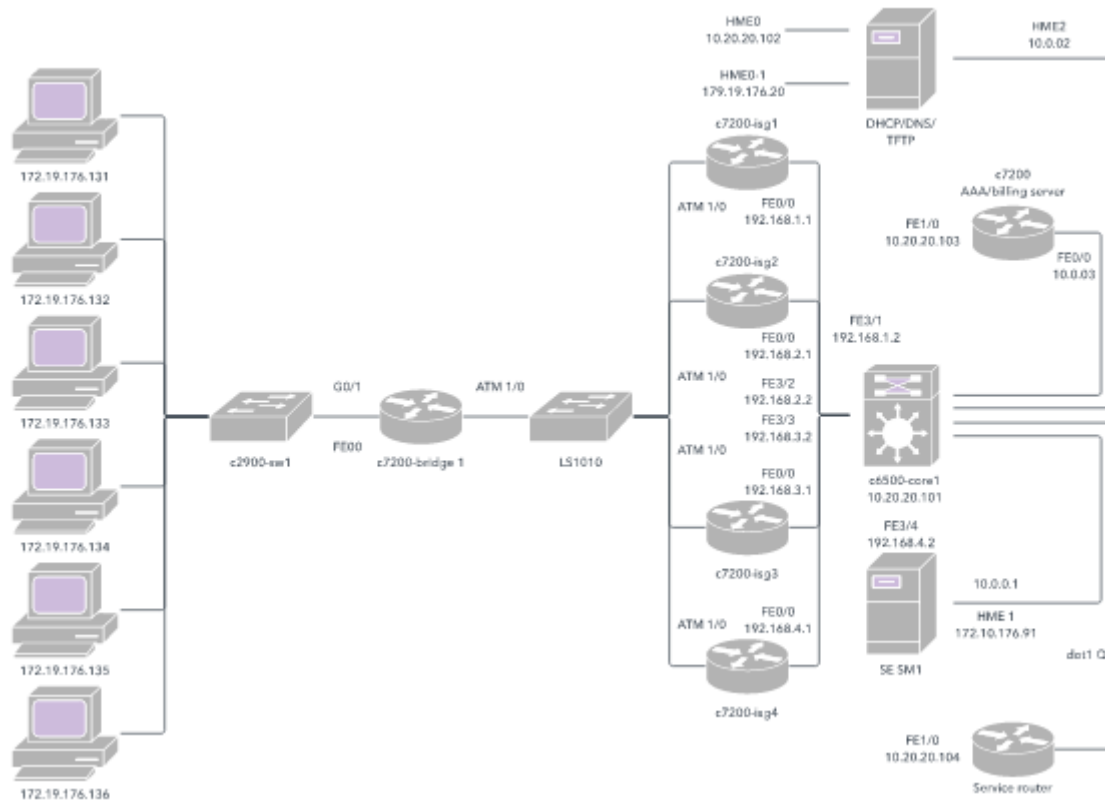 HME0
10.20.20.102
HME2
10.0.02
HME0-1
179.19.176.20
DHCP/DNS/
TFTP
172.19.176.131
c7200-isg1
ATM 1/0
FE0/0
192.168.1.1
c7200
AAA/billing server
FE1/0
10.20.20.103
FE0/0
10.0.03
172.19.176.132
c7200-isg2
FE0/0
192.168.2.1
FE3/1
192.168.1.2
ATM 1/0
FE3/2
192.168.2.2
FE3/3
192.168.3.2
172.19.176.133
G0/1
FE00
ATM 1/0
c2900-sw1
c7200-bridge 1
LS1010
ATM 1/0
FE0/0
192.168.3.1
c6500-core1
10.20.20.101
172.19.176.134
c7200-isg3
FE3/4
192.168.4.2
10.0.0.1
HME 1
172.10.176.91
ATM 1/0
FE0/0
192.168.4.1
SE SM1
dot1 Q
172.19.176.135
c7200-isg4
FE1/0
10.20.20.104
Service router
172.19.176.136